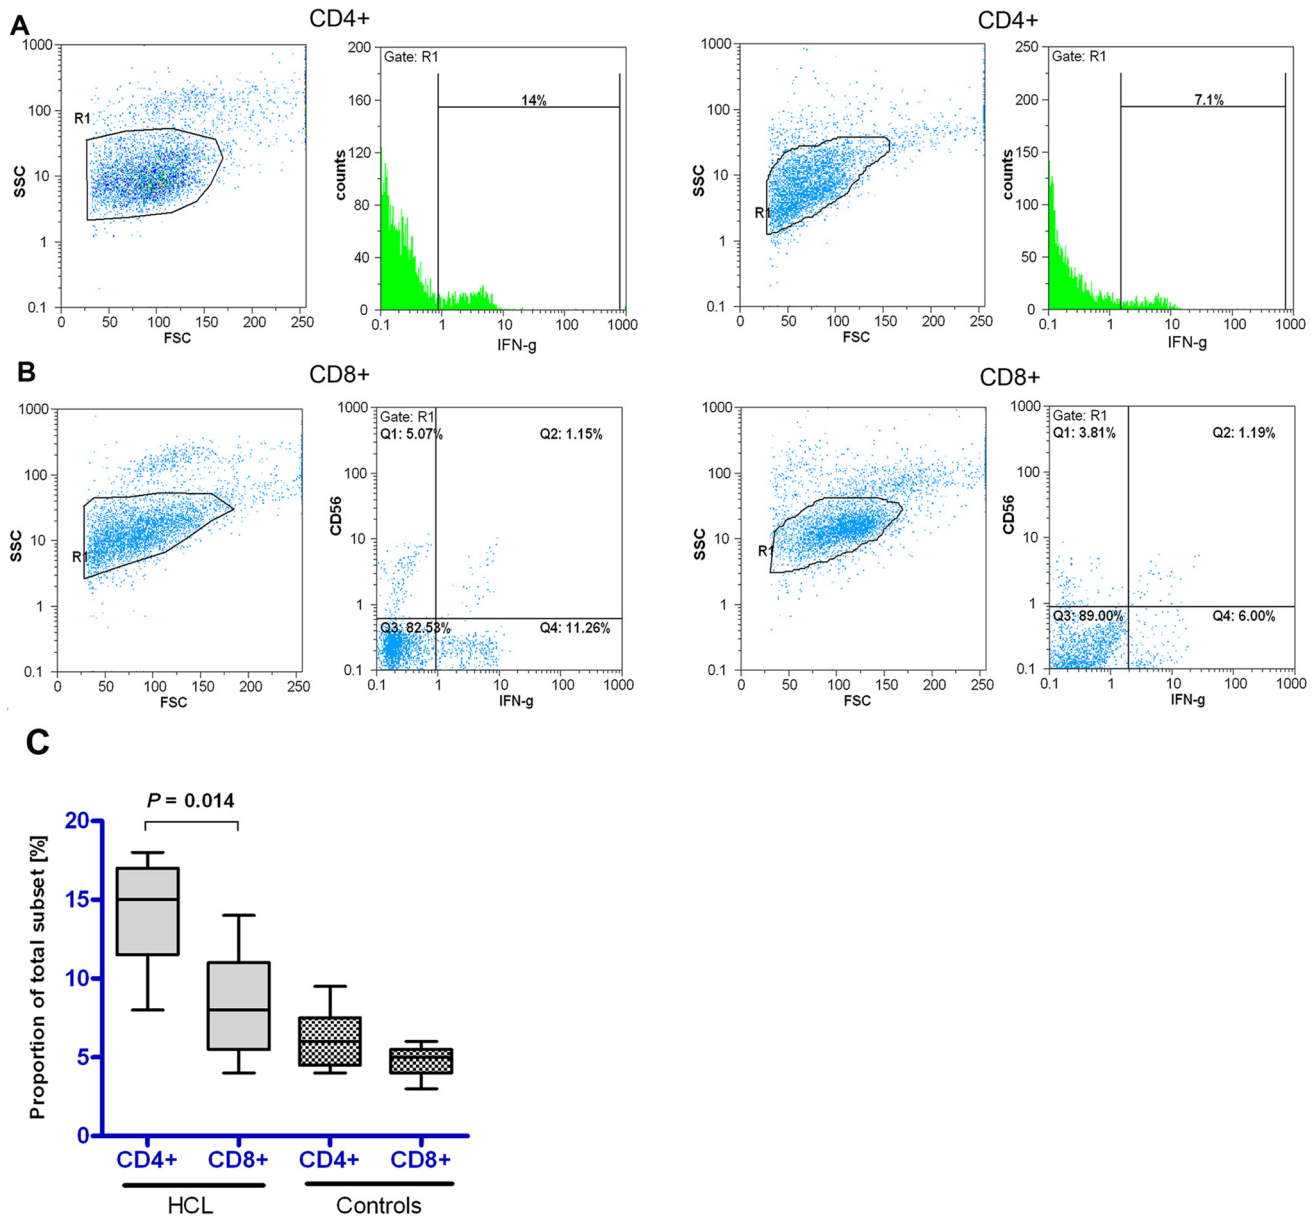 A
CD4+
CD4+
1000
100
10
1
0.1
SSC
R1
0 50 100 150 200 250
FSC
200
160
120
80
40
0
counts
Gate: R1
14%
0.1 1 10 100 1000
IFN-g
1000
100
10
1
0.1
SSC
R1
0 50 100 150 200 250
FSC
250
200
150
100
50
0
counts
Gate: R1
7.1%
0.1 1 10 100 1000
IFN-g
B
CD8+
CD8+
1000
100
10
1
0.1
SSC
R1
0 50 100 150 200 250
FSC
1000
100
10
1
0.1
CD56
Gate: R1
Q1: 5.07% Q2: 1.15%
Q3: 82.53% Q4: 11.26%
0.1 1 10 100 1000
IFN-g
1000
100
10
1
0.1
SSC
R1
0 50 100 150 200 250
FSC
1000
100
10
1
0.1
CD56
Gate: R1
Q1: 3.81% Q2: 1.19%
Q3: 89.00% Q4: 6.00%
0.1 1 10 100 1000
IFN-g
C
P = 0.014
20
15
10
5
0
Proportion of total subset [%]
CD4+ CD8+ CD4+ CD8+
HCL Controls